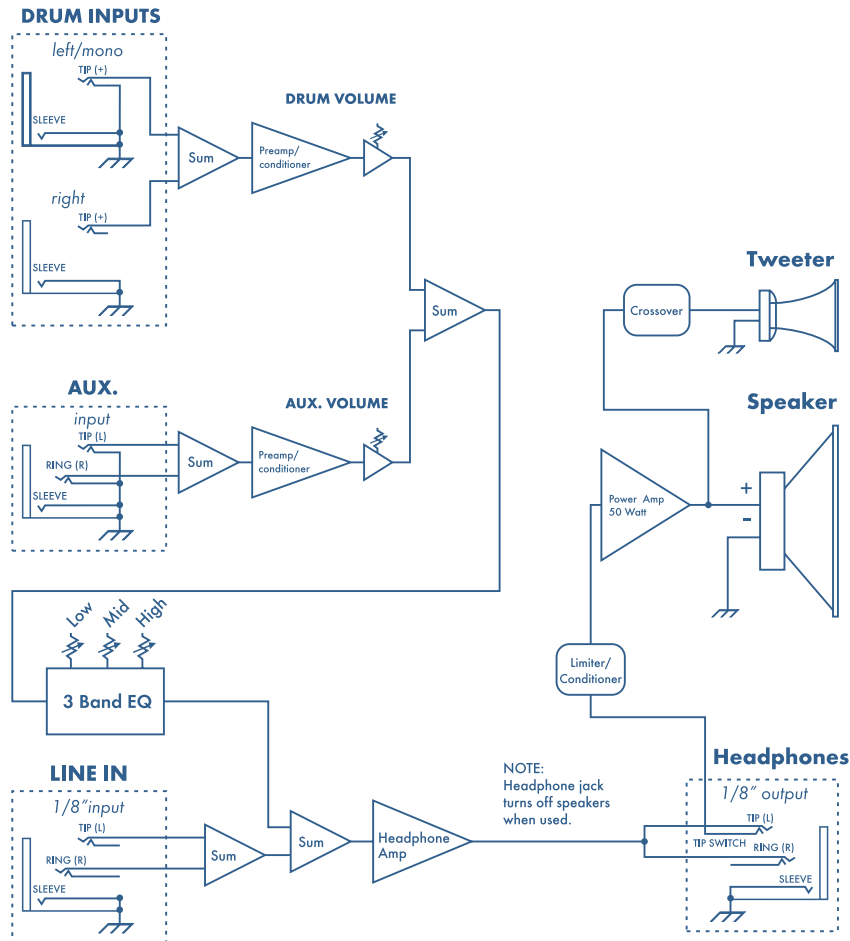 DRUM INPUTS
left/mono
TIP (+)
SLEEVE
DRUM VOLUME
Sum
Preamp/
conditioner
right
TIP (+)
SLEEVE
Sum
Tweeter
Crossover
AUX.
input
TIP (L)
RING (R)
SLEEVE
AUX. VOLUME
Sum
Preamp/
conditioner
Speaker
+
-
Power Amp
50 Watt
Low
Mid
High
3 Band EQ
Limiter/
Conditioner
LINE IN
1/8"input
TIP (L)
RING (R)
SLEEVE
Sum
Sum
Headphone
Amp
NOTE:
Headphone jack
turns off speakers
when used.
Headphones
1/8" output
TIP (L)
TIP SWITCH
RING (R)
SLEEVE